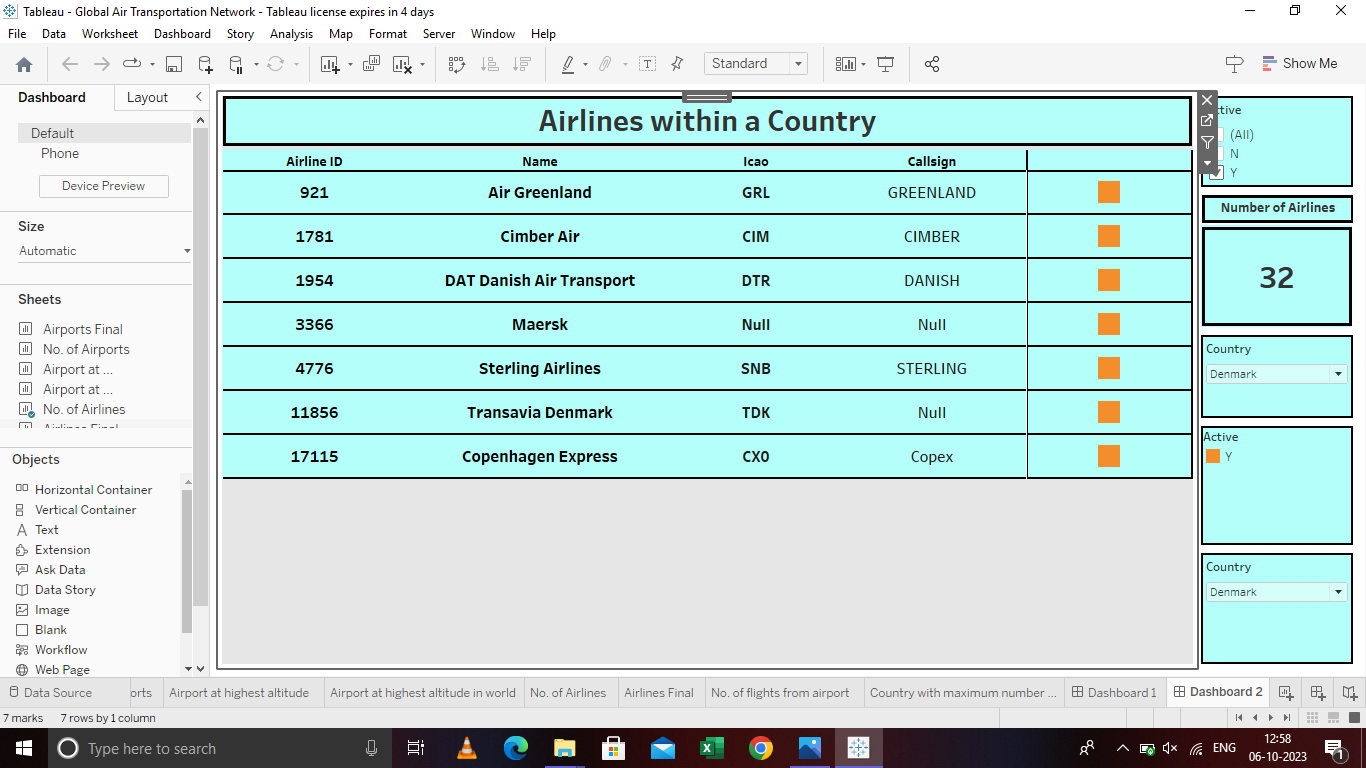 Tableau - Global Air Transportation Network - Tableau license expires in 4 days
File Data Worksheet Dashboard Story Analysis Map Format Server Window Help
Standard
Show Me
Dashboard Layout
Default
Phone
Device Preview
Size
Automatic
Sheets
Airports Final
No. of Airports
Airport at ...
Airport at ...
No. of Airlines
Airlines Final
Objects
Horizontal Container
Vertical Container
Text
Extension
Ask Data
Data Story
Image
Blank
Workflow
Web Page
Airlines within a Country
Airline ID Name Icao Callsign
921 Air Greenland GRL GREENLAND
1781 Cimber Air CIM CIMBER
1954 DAT Danish Air Transport DTR DANISH
3366 Maersk Null Null
4776 Sterling Airlines SNB STERLING
11856 Transavia Denmark TDK Null
17115 Copenhagen Express CX0 Copex
ctive
(All)
N
Y
Number of Airlines
32
Country
Denmark
Active
Y
Country
Denmark
Data Source orts Airport at highest altitude Airport at highest altitude in world No. of Airlines Airlines Final No. of flights from airport Country with maximum number ... Dashboard 1 Dashboard 2
7 marks 7 rows by 1 column
Type here to search
ENG
12:58
06-10-2023
1